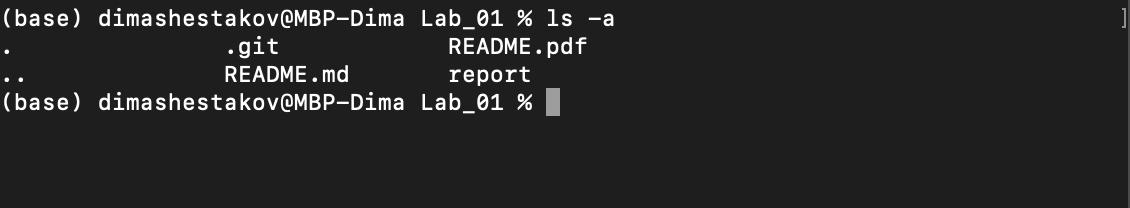 (base) dimashestakov@MBP-Dima Lab_01 % ls -a ]
. .git README.pdf
.. README.md report
(base) dimashestakov@MBP-Dima Lab_01 %